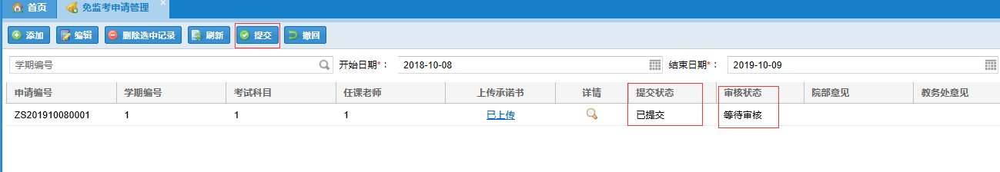 首页 免监考申请管理
添加 编辑 删除选中记录 刷新 提交 撤回
学期编号 开始日期*： 2018-10-08 结束日期*： 2019-10-09
申请编号 学期编号 考试科目 任课老师 上传承诺书 详情 提交状态 审核状态 院部意见 教务处意见
ZS201910080001 1 1 1 已上传 已提交 等待审核